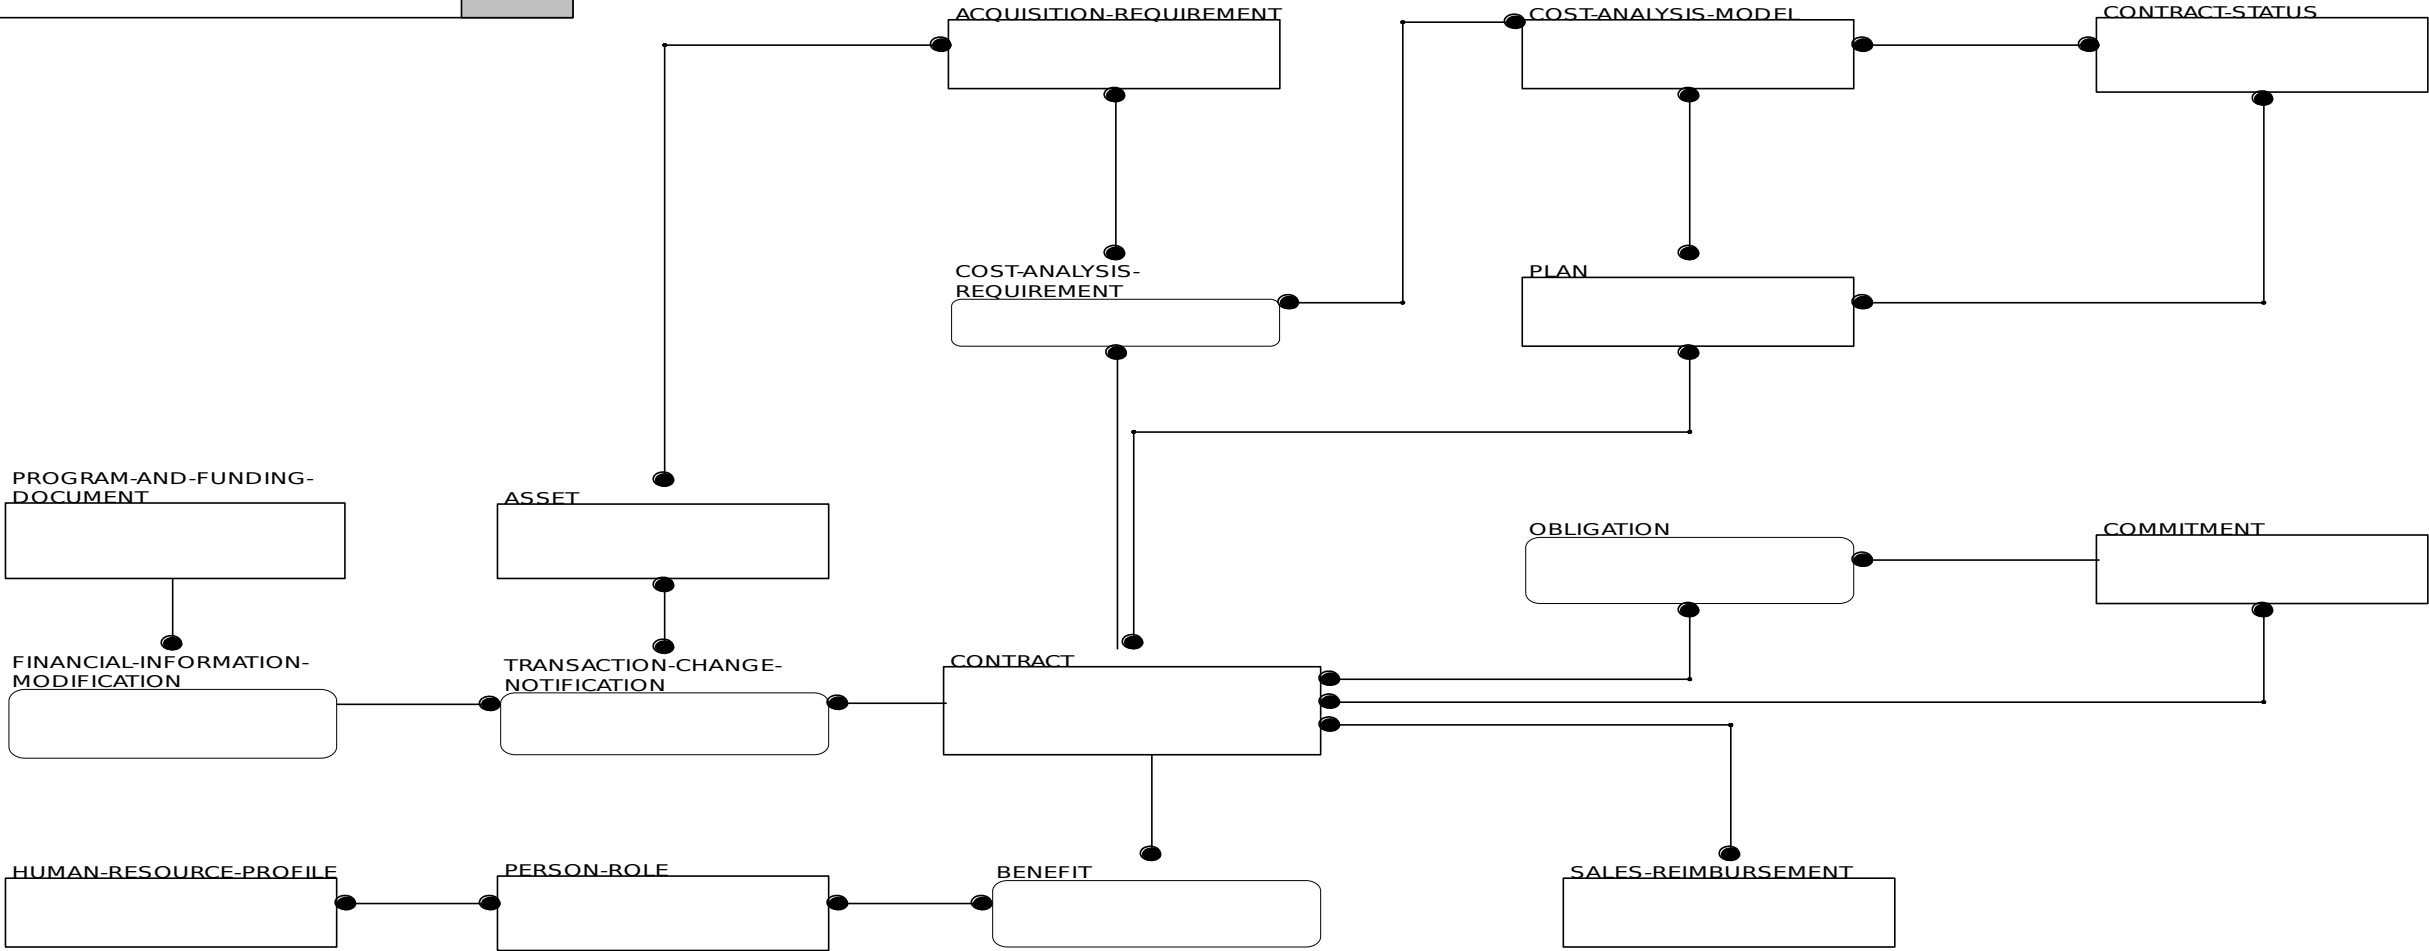 ACQUISITION-REQUIREMENT
COST-ANALYSIS-MODEL
CONTRACT-STATUS
COST-ANALYSIS-
REQUIREMENT
PLAN
PROGRAM-AND-FUNDING-
DOCUMENT
ASSET
OBLIGATION
COMMITMENT
FINANCIAL-INFORMATION-
MODIFICATION
TRANSACTION-CHANGE-
NOTIFICATION
CONTRACT
HUMAN-RESOURCE-PROFILE
PERSON-ROLE
BENEFIT
SALES-REIMBURSEMENT